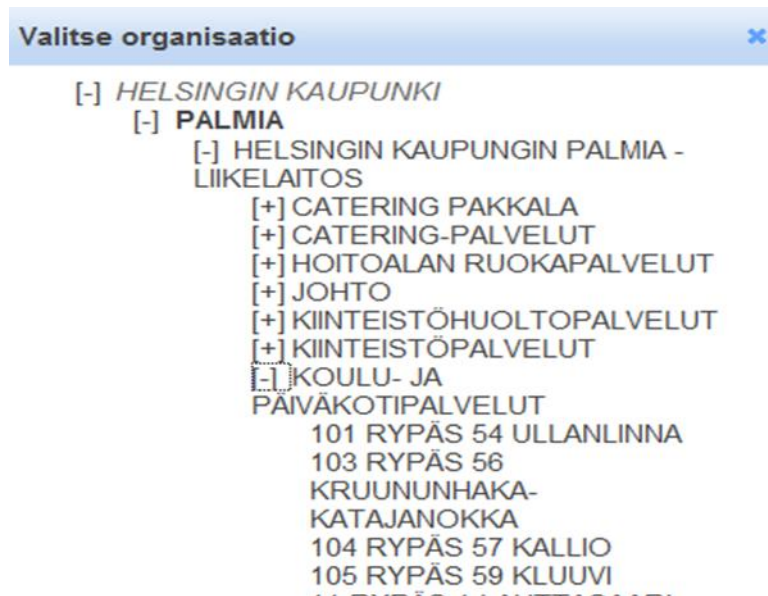 Valitse organisaatio
[-] HELSINGIN KAUPUNKI
[-] PALMIA
[-] HELSINGIN KAUPUNGIN PALMIA -
LIIKELAITOS
[+] CATERING PAKKALA
[+] CATERING-PALVELUT
[+] HOITOALAN RUOKAPALVELUT
[+] JOHTO
[+] KIINTEISTÖHUOLTOPALVELUT
[+] KIINTEISTÖPALVELUT
[-] KOULU- JA
PÄIVÄKOTIPALVELUT
101 RYPÄS 54 ULLANLINNA
103 RYPÄS 56
KRUUNUNHAKA-
KATAJANOKKA
104 RYPÄS 57 KALLIO
105 RYPÄS 59 KLUUVI